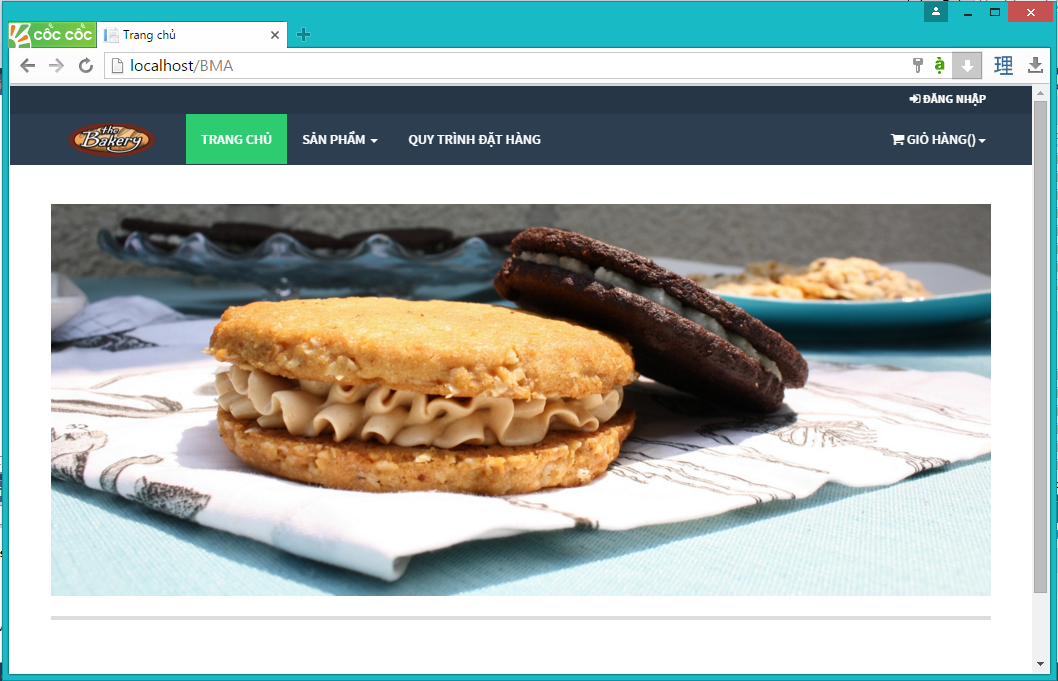 cốc cốc
Trang chủ
localhost/BMA
理
ĐĂNG NHẬP
the
Bakery
TRANG CHỦ
SẢN PHẨM
QUY TRÌNH ĐẶT HÀNG
GIỎ HÀNG()